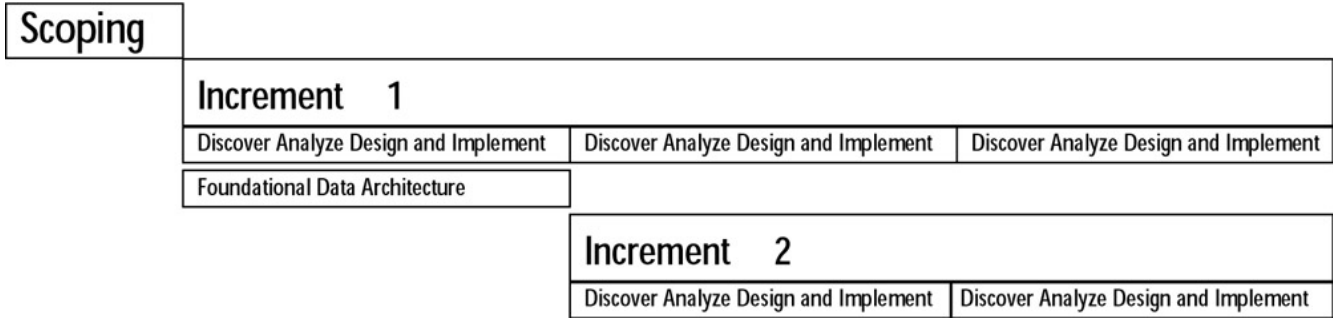 Scoping
Increment 1
Discover Analyze Design and Implement
Discover Analyze Design and Implement
Discover Analyze Design and Implement
Foundational Data Architecture
Increment 2
Discover Analyze Design and Implement
Discover Analyze Design and Implement